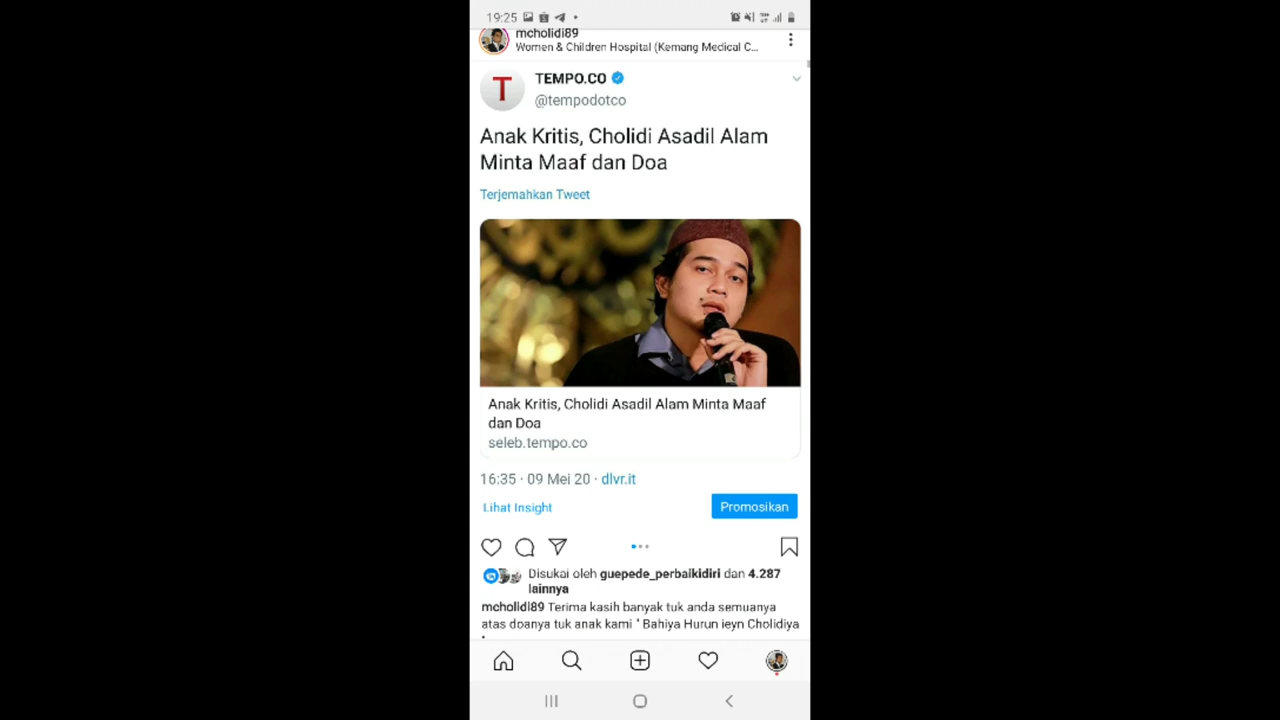 19:25
mcholidi89
Women & Children Hospital (Kemang Medical C...
T
TEMPO.CO
@tempodotco
Anak Kritis, Cholidi Asadil Alam
Minta Maaf dan Doa
Terjemahkan Tweet
Anak Kritis, Cholidi Asadil Alam Minta Maaf
dan Doa
seleb.tempo.co
16:35 · 09 Mei 20 · dlvr.it
Lihat Insight
Promosikan
Disukai oleh guepede_perbaikidiri dan 4.287
lainnya
mcholidi89 Terima kasih banyak tuk anda semuanya
atas doanya tuk anak kami " Bahiya Hurun ieyn Cholidiya